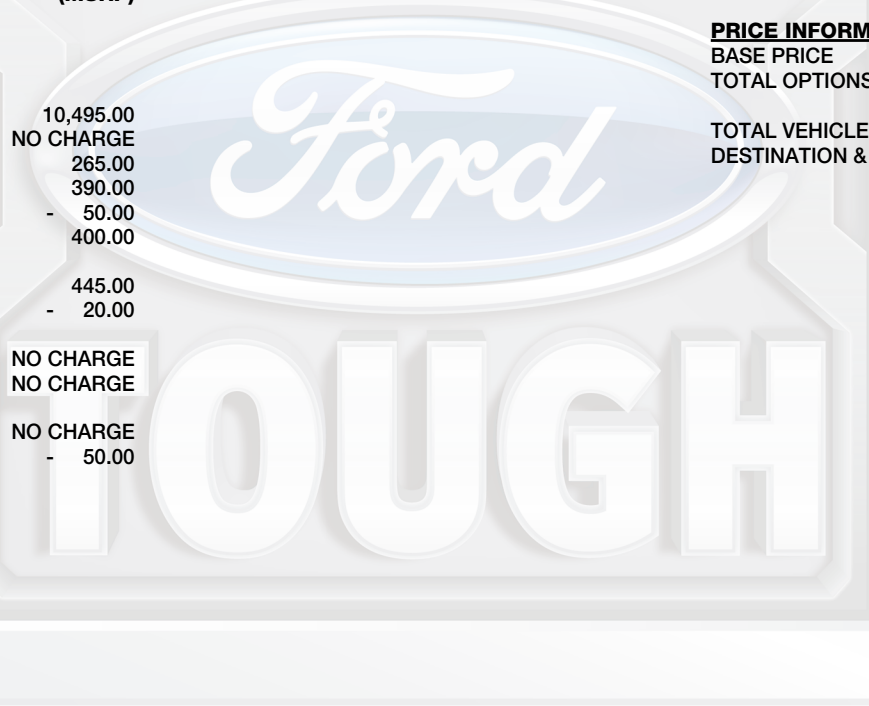 10,495.00
NO CHARGE
265.00
390.00
- 50.00
400.00
445.00
- 20.00
NO CHARGE
NO CHARGE
NO CHARGE
- 50.00
PRICE INFORM
BASE PRICE
TOTAL OPTIONS
TOTAL VEHICLE
DESTINATION &
Ford
TOUGH